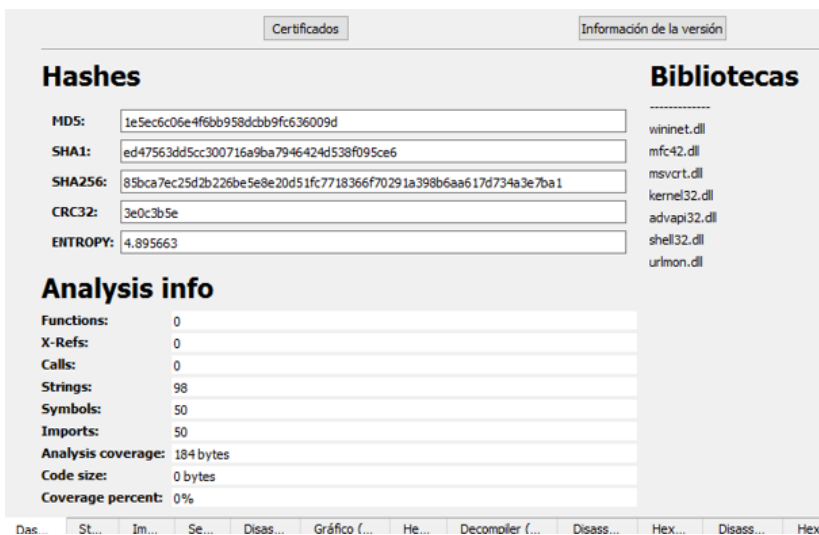 Certificados
Información de la versión
Hashes
MD5: 1e5ec6c06e4f6bb958dcbb9fc636009d
SHA1: ed47563dd5cc300716a9ba7946424d538f095ce6
SHA256: 85bca7ec25d2b226be5e8e20d51fc7718366f70291a398b6aa617d734a3e7ba1
CRC32: 3e0c3b5e
ENTROPY: 4.895663
Bibliotecas
-------------
wininet.dll
mfc42.dll
msvcrt.dll
kernel32.dll
advapi32.dll
shell32.dll
urlmon.dll
Analysis info
Functions: 0
X-Refs: 0
Calls: 0
Strings: 98
Symbols: 50
Imports: 50
Analysis coverage: 184 bytes
Code size: 0 bytes
Coverage percent: 0%
Das... St... Im... Se... Disas... Gráfico (... He... Decompiler (... Disass... Hex... Disass... Hex